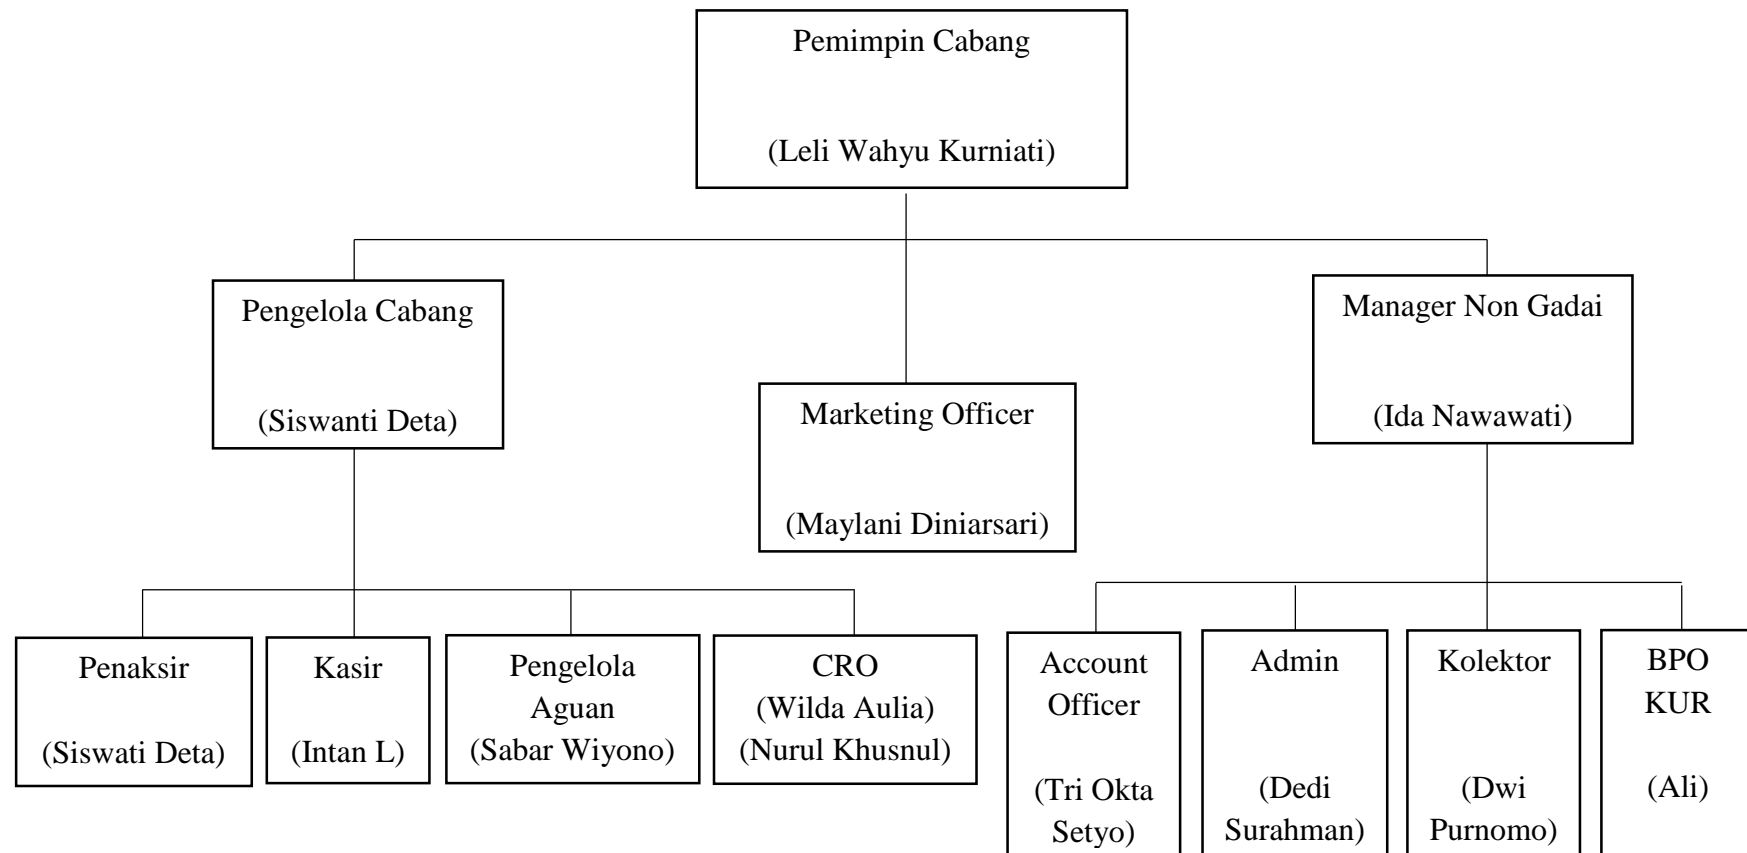 Pemimpin Cabang
(Leli Wahyu Kurniati)
Pengelola Cabang
(Siswanti Deta)
Marketing Officer
(Maylani Diniarsari)
Manager Non Gadai
(Ida Nawawati)
Penaksir
(Siswati Deta)
Kasir
(Intan L)
Pengelola
Aguan
(Sabar Wiyono)
CRO
(Wilda Aulia)
(Nurul Khusnul)
Account
Officer
(Tri Okta
Setyo)
Admin
(Dedi
Surahman)
Kolektor
(Dwi
Purnomo)
BPO
KUR
(Ali)